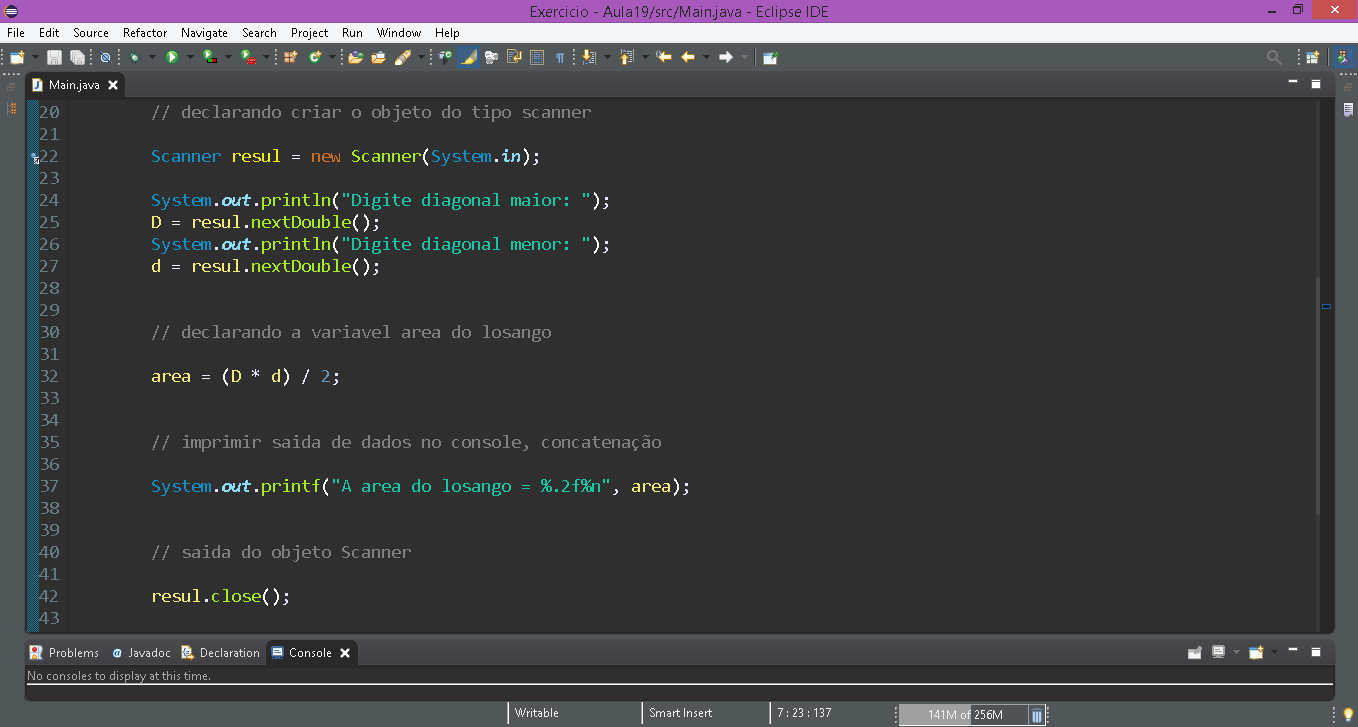 Exercicio - Aula19/src/Main.java - Eclipse IDE
File Edit Source Refactor Navigate Search Project Run Window Help
Main.java
20 // declarando criar o objeto do tipo scanner
21
22 Scanner resul = new Scanner(System.in);
23
24 System.out.println("Digite diagonal maior: ");
25 D = resul.nextDouble();
26 System.out.println("Digite diagonal menor: ");
27 d = resul.nextDouble();
28
29
30 // declarando a variavel area do losango
31
32 area = (D * d) / 2;
33
34
35 // imprimir saida de dados no console, concatenação
36
37 System.out.printf("A area do losango = %.2f%n", area);
38
39
40 // saida do objeto Scanner
41
42 resul.close();
43
Problems @ Javadoc Declaration Console
No consoles to display at this time.
Writable Smart Insert 7 : 23 : 137 141M of 256M